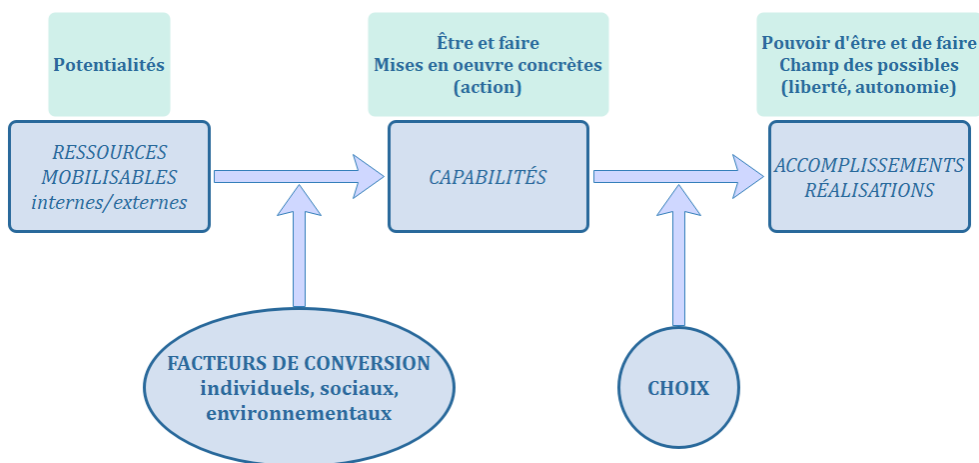 Potentialités
Être et faire
Mises en oeuvre concrètes
(action)
Pouvoir d'être et de faire
Champ des possibles
(liberté, autonomie)
RESSOURCES
MOBILISABLES
internes/externes
CAPABILITÉS
ACCOMPLISSEMENTS
RÉALISATIONS
FACTEURS DE CONVERSION
individuels, sociaux,
environnementaux
CHOIX